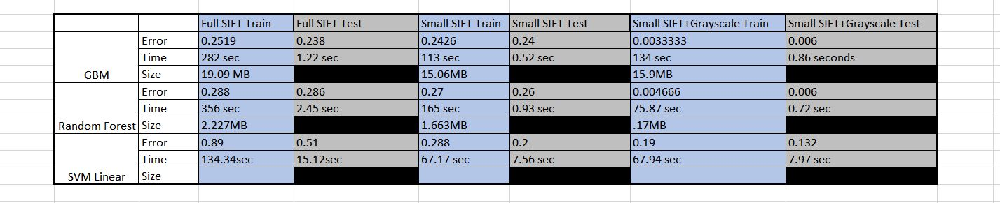 Full SIFT Train Full SIFT Test Small SIFT Train Small SIFT Test Small SIFT+Grayscale Train Small SIFT+Grayscale Test
Error 0.2519 0.238 0.2426 0.24 0.0033333 0.006
Time 282 sec 1.22 sec 113 sec 0.52 sec 134 sec 0.86 seconds
GBM Size 19.09 MB 15.06MB 15.9MB
Error 0.288 0.286 0.27 0.26 0.004666 0.006
Time 356 sec 2.45 sec 165 sec 0.93 sec 75.87 sec 0.72 sec
Random Forest Size 2.227MB 1.663MB .17MB
Error 0.89 0.51 0.288 0.2 0.19 0.132
Time 134.34sec 15.12sec 67.17 sec 7.56 sec 67.94 sec 7.97 sec
SVM Linear Size